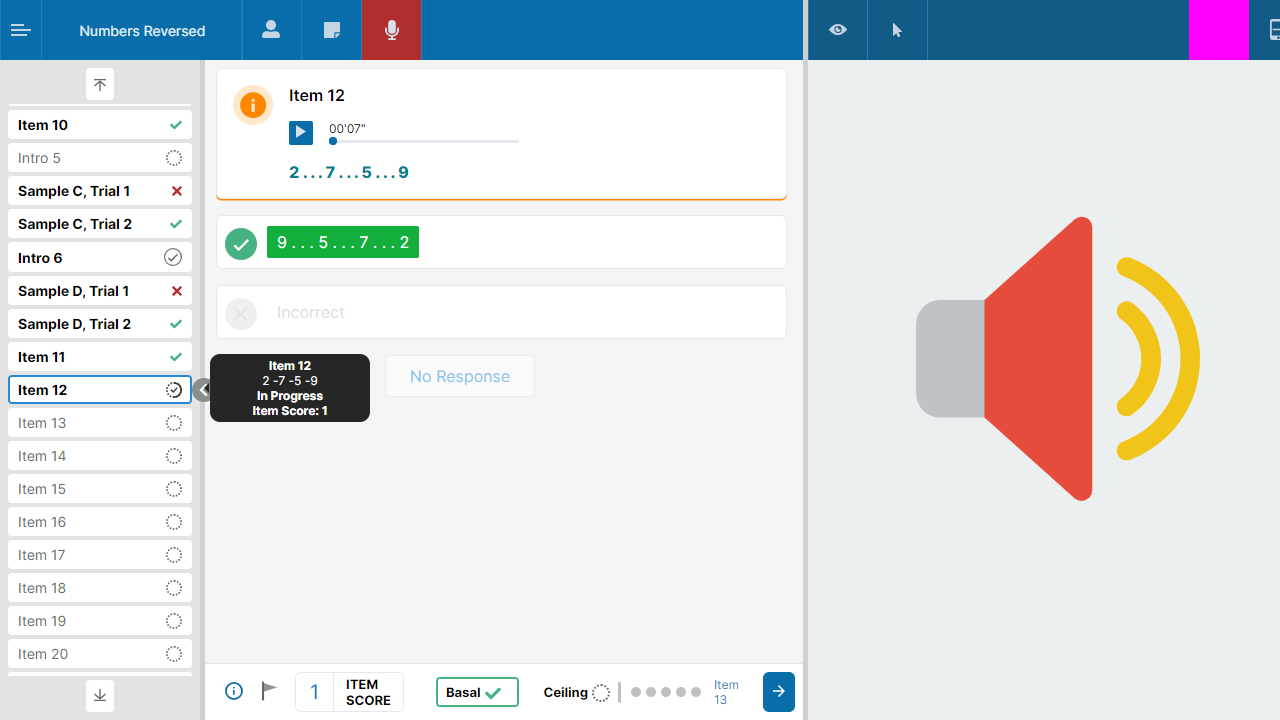 Numbers Reversed
Item 10
Intro 5
Sample C, Trial 1
Sample C, Trial 2
Intro 6
Sample D, Trial 1
Sample D, Trial 2
Item 11
Item 12
Item 13
Item 14
Item 15
Item 16
Item 17
Item 18
Item 19
Item 20
Item 12
00'07"
2 . . . 7 . . . 5 . . . 9
9 . . . 5 . . . 7 . . . 2
Incorrect
Item 12
2 -7 -5 -9
In Progress
Item Score: 1
No Response
1
ITEM
SCORE
Basal
Ceiling
Item
13